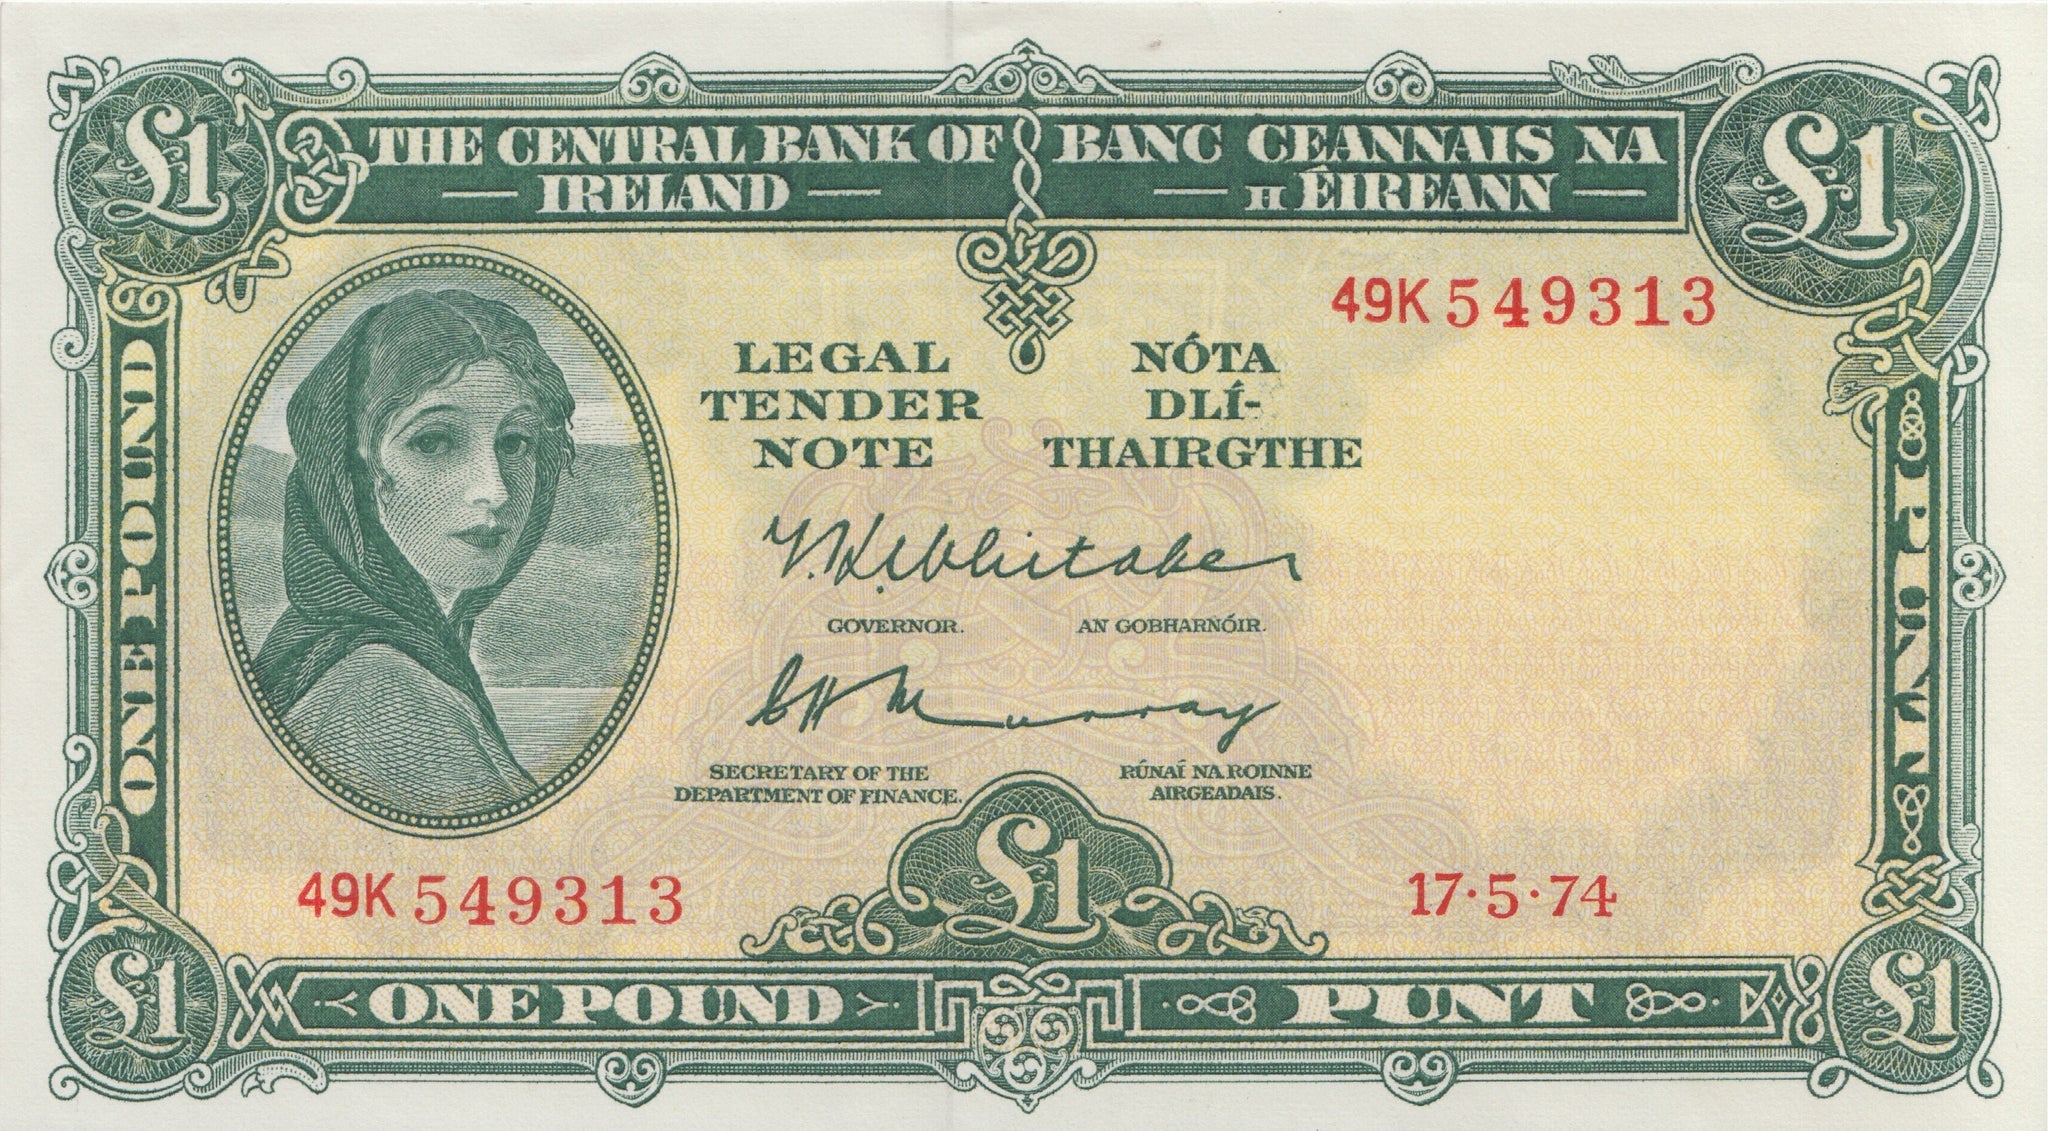 £1
£1
THE CENTRAL BANK OF
IRELAND
BANC CEANNAIS NA
H ÉIREANN
49K 549313
LEGAL
TENDER
NOTE
NÓTA
DLÍ-
THAIRGTHE
T.K. Whitaker
GOVERNOR.
AN GOBHARNÓIR.
C H Murray
SECRETARY OF THE
DEPARTMENT OF FINANCE.
RÚNAÍ NA ROINNE
AIRGEADAIS.
ONE POUND
PUNT
49K 549313
£1
17·5·74
£1
ONE POUND
PUNT
£1